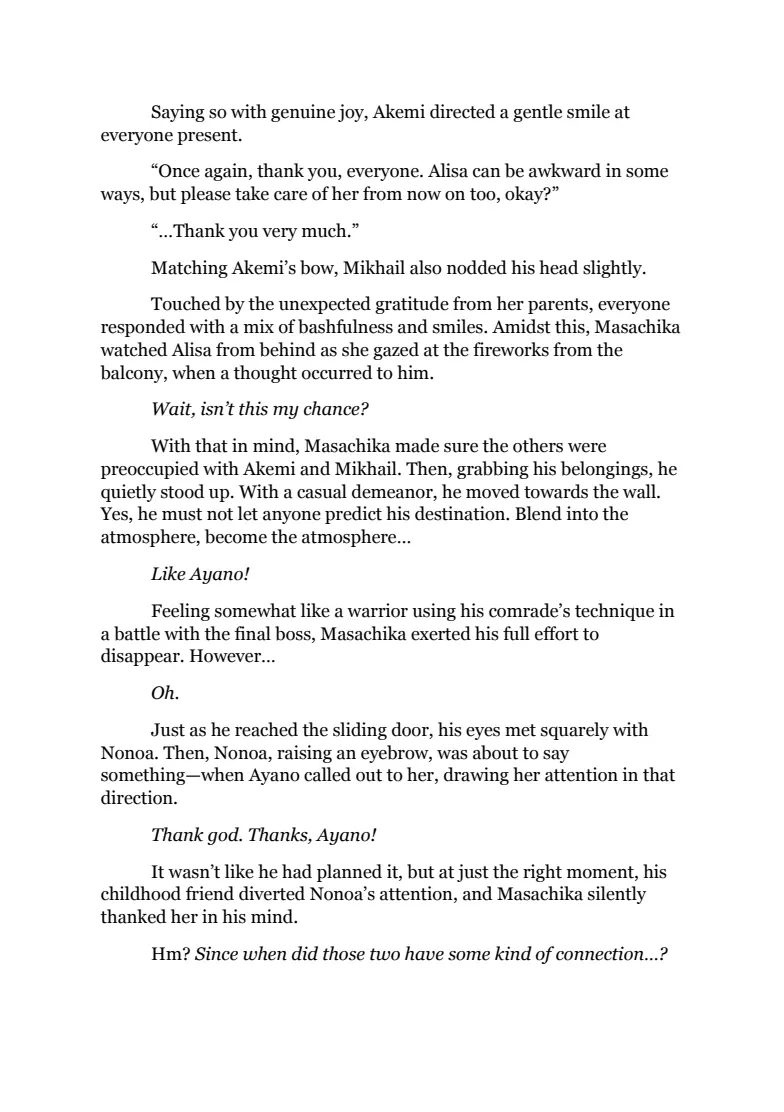 Saying so with genuine joy, Akemi directed a gentle smile at
everyone present.
“Once again, thank you, everyone. Alisa can be awkward in some
ways, but please take care of her from now on too, okay?”
“…Thank you very much.”
Matching Akemi’s bow, Mikhail also nodded his head slightly.
Touched by the unexpected gratitude from her parents, everyone
responded with a mix of bashfulness and smiles. Amidst this, Masachika
watched Alisa from behind as she gazed at the fireworks from the
balcony, when a thought occurred to him.
Wait, isn’t this my chance?
With that in mind, Masachika made sure the others were
preoccupied with Akemi and Mikhail. Then, grabbing his belongings, he
quietly stood up. With a casual demeanor, he moved towards the wall.
Yes, he must not let anyone predict his destination. Blend into the
atmosphere, become the atmosphere…
Like Ayano!
Feeling somewhat like a warrior using his comrade’s technique in
a battle with the final boss, Masachika exerted his full effort to
disappear. However…
Oh.
Just as he reached the sliding door, his eyes met squarely with
Nonoa. Then, Nonoa, raising an eyebrow, was about to say
something—when Ayano called out to her, drawing her attention in that
direction.
Thank god. Thanks, Ayano!
It wasn’t like he had planned it, but at just the right moment, his
childhood friend diverted Nonoa’s attention, and Masachika silently
thanked her in his mind.
Hm? Since when did those two have some kind of connection…?